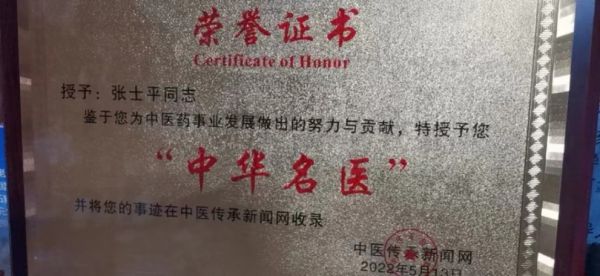 荣誉证书
Certificate of Honor
授予：张士平同志
鉴于您为中医药事业发展做出的努力与贡献，特授予您
“中华名医”
并将您的事迹在中医传承新闻网收录
中医传承新闻网
2022年5月13日